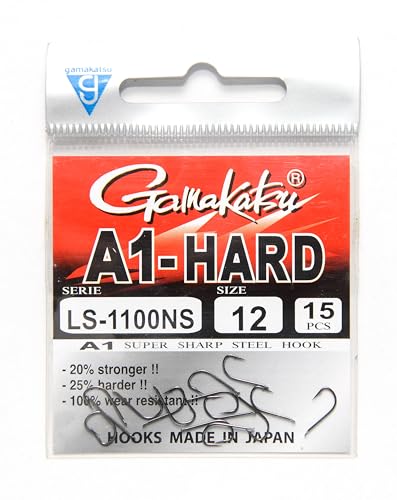 gamakatsu
g
Gamakatsu®
A1-HARD
SERIE SIZE
LS-1100NS 12 15 PCS
A1 SUPER SHARP STEEL HOOK
- 20% stronger !!
- 25% harder !!
- 100% wear resistant !!
HOOKS MADE IN JAPAN